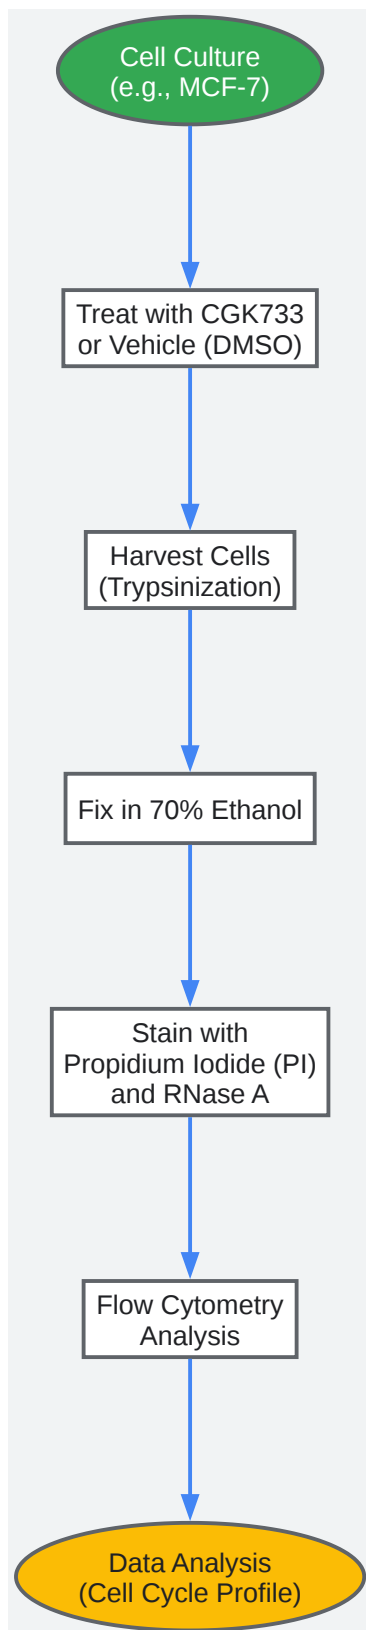 Cell Culture
(e.g., MCF-7)
Treat with CGK733
or Vehicle (DMSO)
Harvest Cells
(Trypsinization)
Fix in 70% Ethanol
Stain with
Propidium Iodide (PI)
and RNase A
Flow Cytometry
Analysis
Data Analysis
(Cell Cycle Profile)